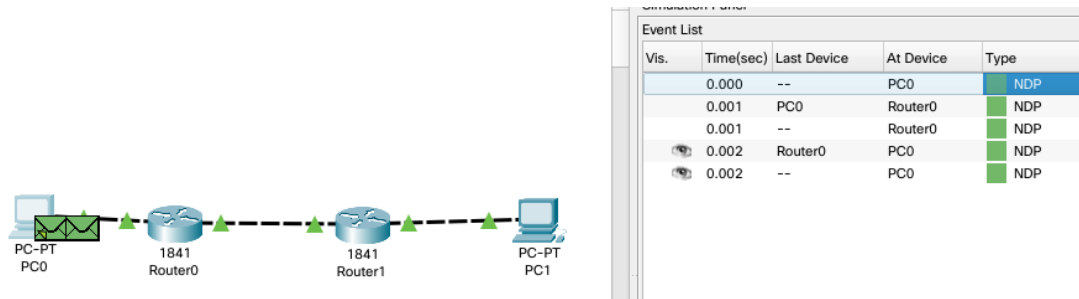 Simulation Panel
Event List
Vis. Time(sec) Last Device At Device Type
0.000 -- PC0 NDP
0.001 PC0 Router0 NDP
0.001 -- Router0 NDP
0.002 Router0 PC0 NDP
0.002 -- PC0 NDP
PC-PT
PC0
1841
Router0
1841
Router1
PC-PT
PC1